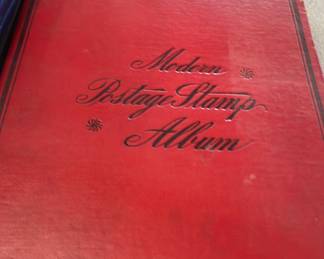 Modern
Postage Stamp
Album